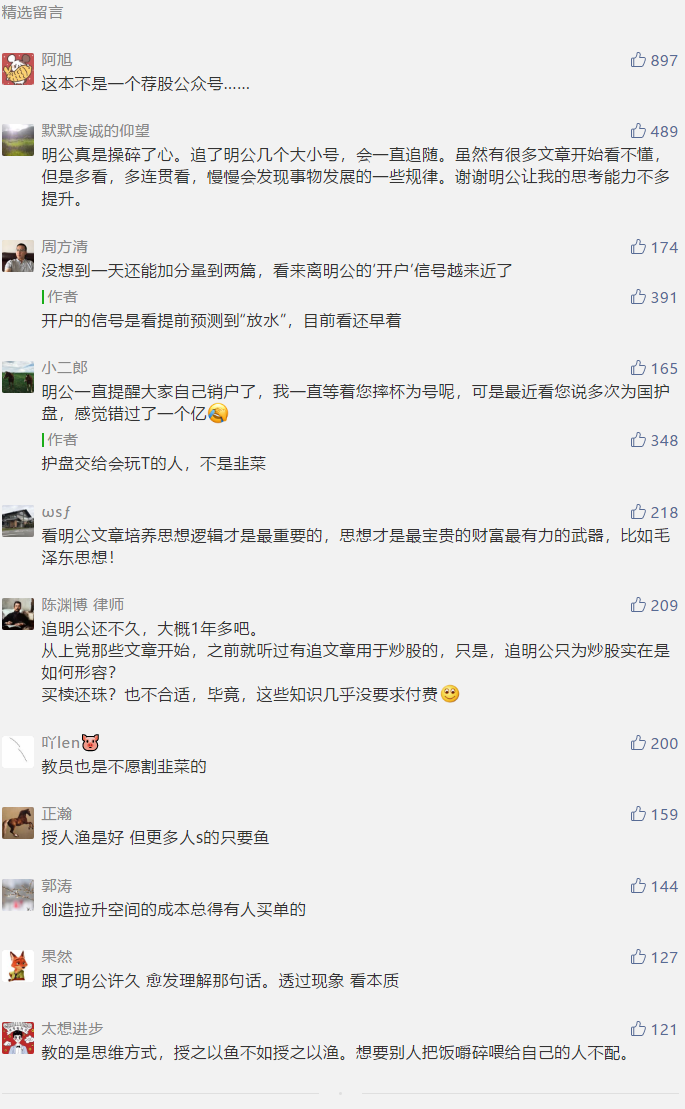 精选留言
阿旭
897
这本不是一个荐股公众号……
默默虔诚的仰望
489
明公真是操碎了心。追了明公几个大小号，会一直追随。虽然有很多文章开始看不懂，
但是多看，多连贯看，慢慢会发现事物发展的一些规律。谢谢明公让我的思考能力不多
提升。
周方清
174
没想到一天还能加分量到两篇，看来离明公的’开户’信号越来近了
作者
391
开户的信号是看提前预测到“放水“，目前看还早着
小二郎
165
明公一直提醒大家自己销户了，我一直等着您摔杯为号呢，可是最近看您说多次为国护
盘，感觉错过了一个亿
作者
348
护盘交给会玩T的人，不是韭菜
ωsƒ
218
看明公文章培养思想逻辑才是最重要的，思想才是最宝贵的财富最有力的武器，比如毛
泽东思想！
陈渊博 律师
209
追明公还不久，大概1年多吧。
从上党那些文章开始，之前就听过有追文章用于炒股的，只是，追明公只为炒股实在是
如何形容？
买椟还珠？也不合适，毕竟，这些知识几乎没要求付费
吖len
200
教员也是不愿割韭菜的
正瀚
159
授人渔是好 但更多人s的只要鱼
郭涛
144
创造拉升空间的成本总得有人买单的
果然
127
跟了明公许久 愈发理解那句话。透过现象 看本质
太想进步
121
教的是思维方式，授之以鱼不如授之以渔。想要别人把饭嚼碎喂给自己的人不配。